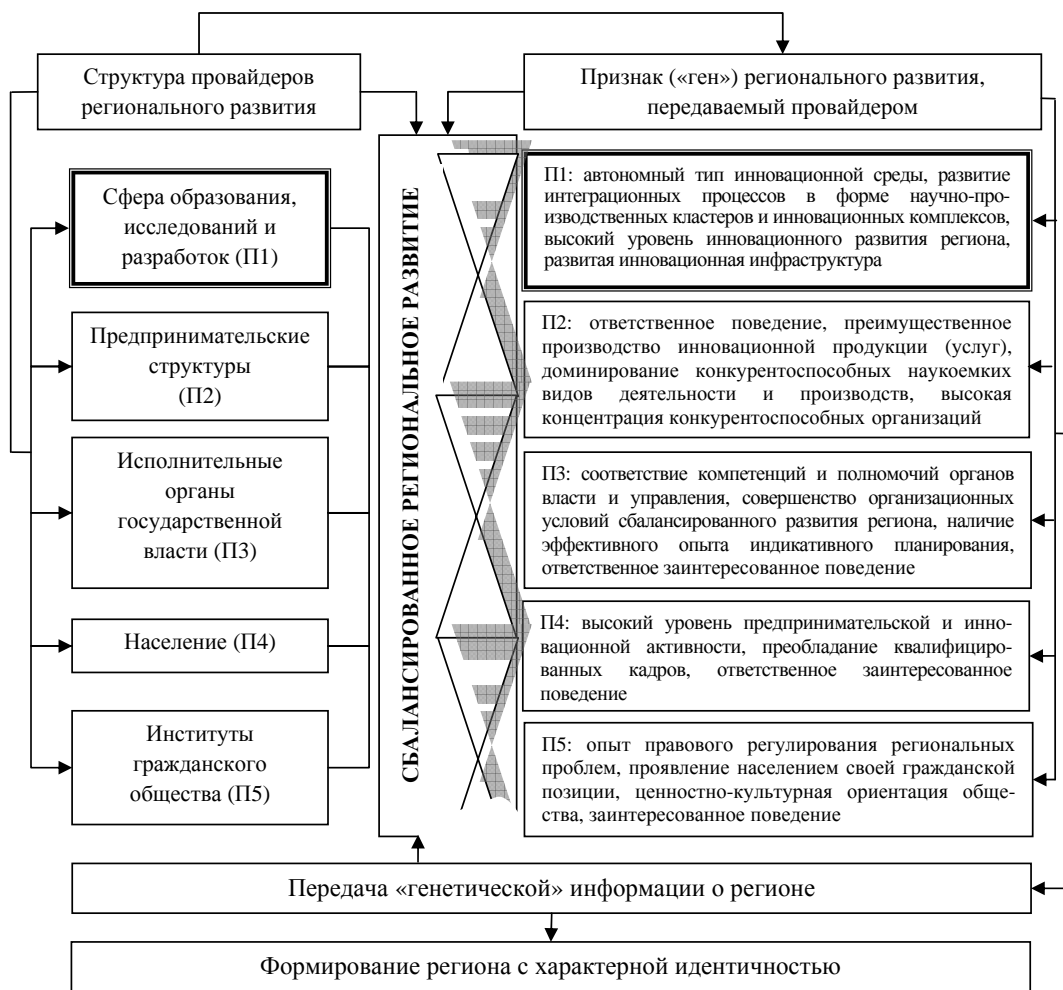 Структура провайдеров
регионального развития
Признак («ген») регионального развития,
передаваемый провайдером
Сфера образования,
исследований и
разработок (П1)
Предпринимательские
структуры
(П2)
Исполнительные
органы
государственной
власти (П3)
Население (П4)
Институты
гражданского
общества (П5)
СБАЛАНСИРОВАННОЕ РЕГИОНАЛЬНОЕ РАЗВИТИЕ
П1: автономный тип инновационной среды, развитие
интеграционных процессов в форме научно-про-
изводственных кластеров и инновационных комплексов,
высокий уровень инновационного развития региона,
развитая инновационная инфраструктура
П2: ответственное поведение, преимущественное
производство инновационной продукции (услуг),
доминирование конкурентоспособных наукоемких
видов деятельности и производств, высокая
концентрация конкурентоспособных организаций
П3: соответствие компетенций и полномочий органов
власти и управления, совершенство организационных
условий сбалансированного развития региона, наличие
эффективного опыта индикативного планирования,
ответственное заинтересованное поведение
П4: высокий уровень предпринимательской и инно-
вационной активности, преобладание квалифициро-
ванных кадров, ответственное заинтересованное
поведение
П5: опыт правового регулирования региональных
проблем, проявление населением своей гражданской
позиции, ценностно-культурная ориентация обще-
ства, заинтересованное поведение
Передача «генетической» информации о регионе
Формирование региона с характерной идентичностью